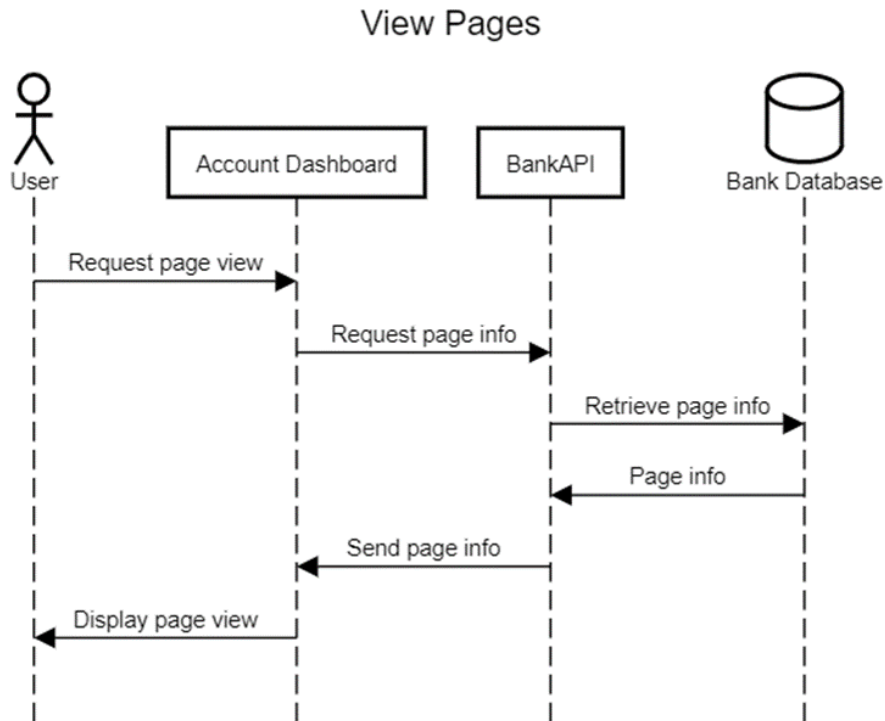 View Pages
User
Account Dashboard
BankAPI
Bank Database
Request page view
Request page info
Retrieve page info
Page info
Send page info
Display page view